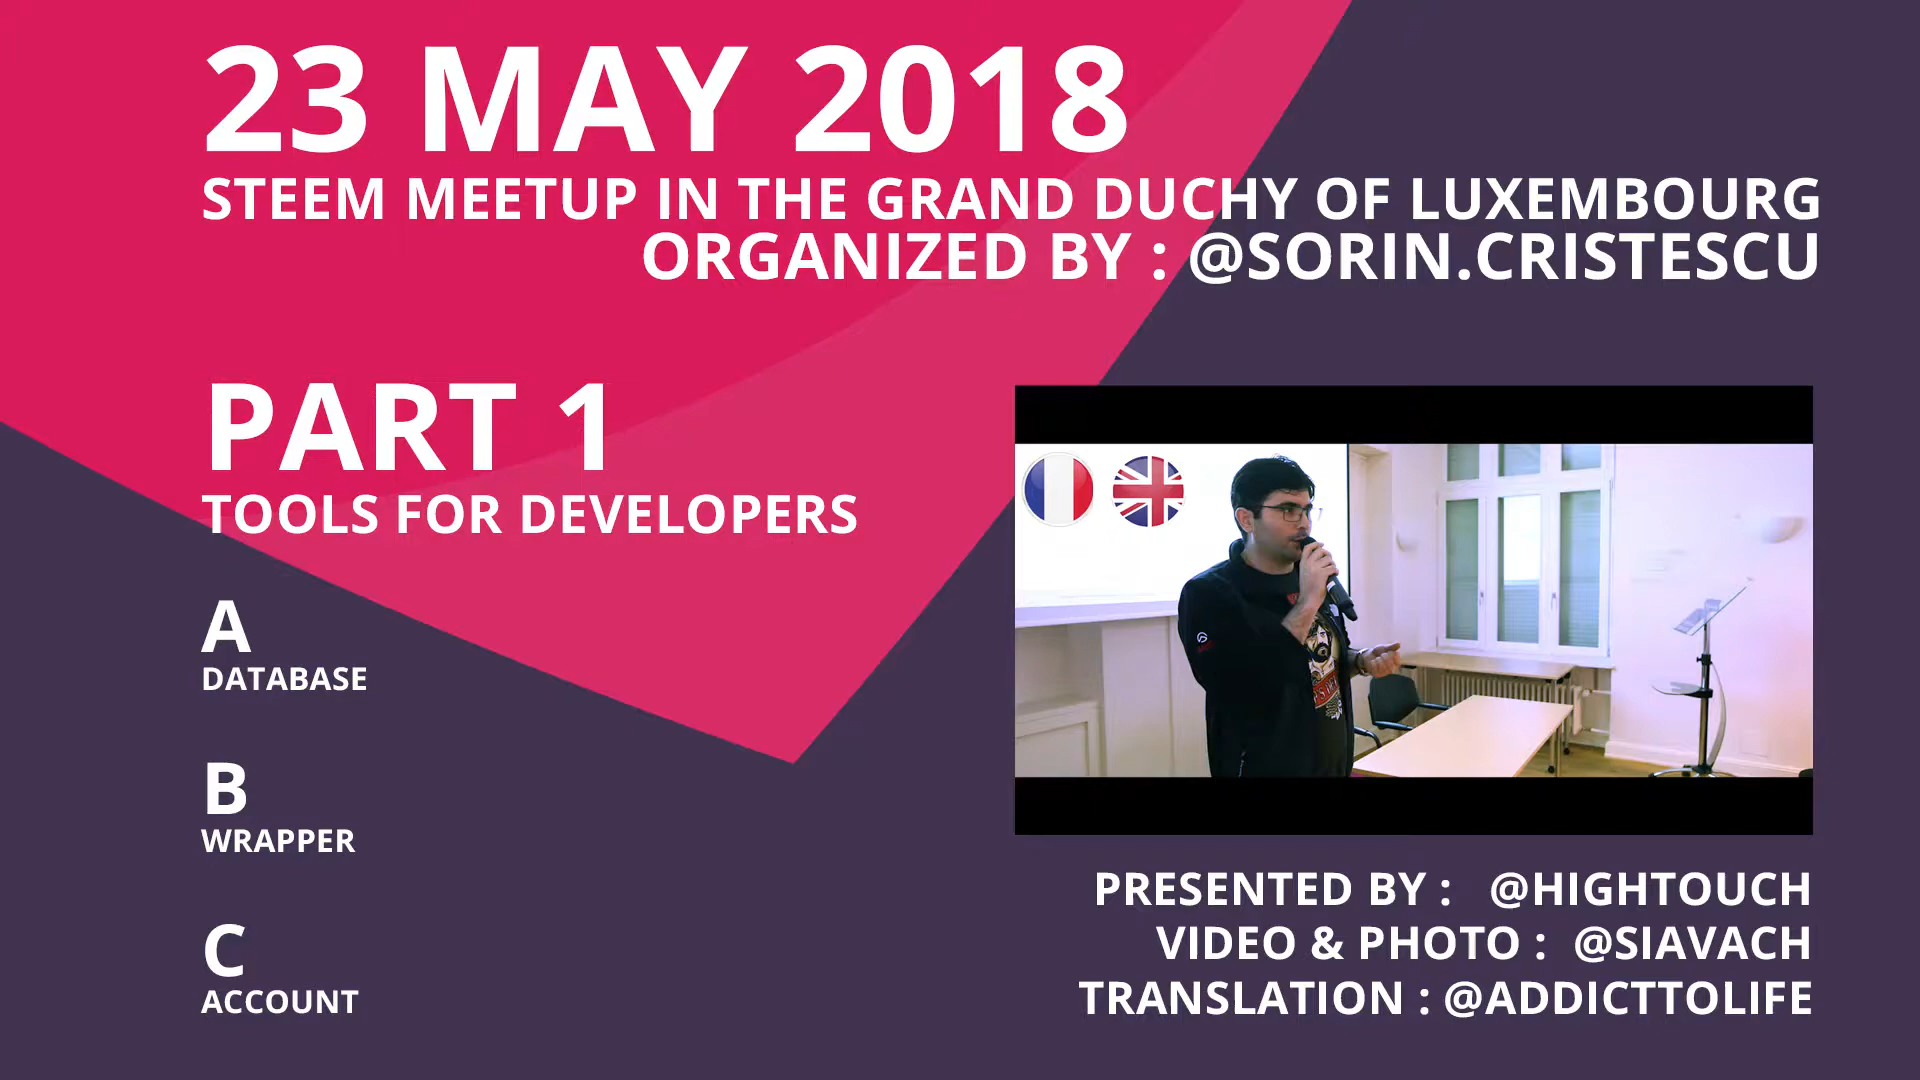 23 MAY 2018
STEEM MEETUP IN THE GRAND DUCHY OF LUXEMBOURG
ORGANIZED BY : @SORIN.CRISTESCU
PART 1
TOOLS FOR DEVELOPERS
A
DATABASE
B
WRAPPER
C
ACCOUNT
PRESENTED BY : @HIGHTOUCH
VIDEO & PHOTO : @SIAVACH
TRANSLATION : @ADDICTTOLIFE